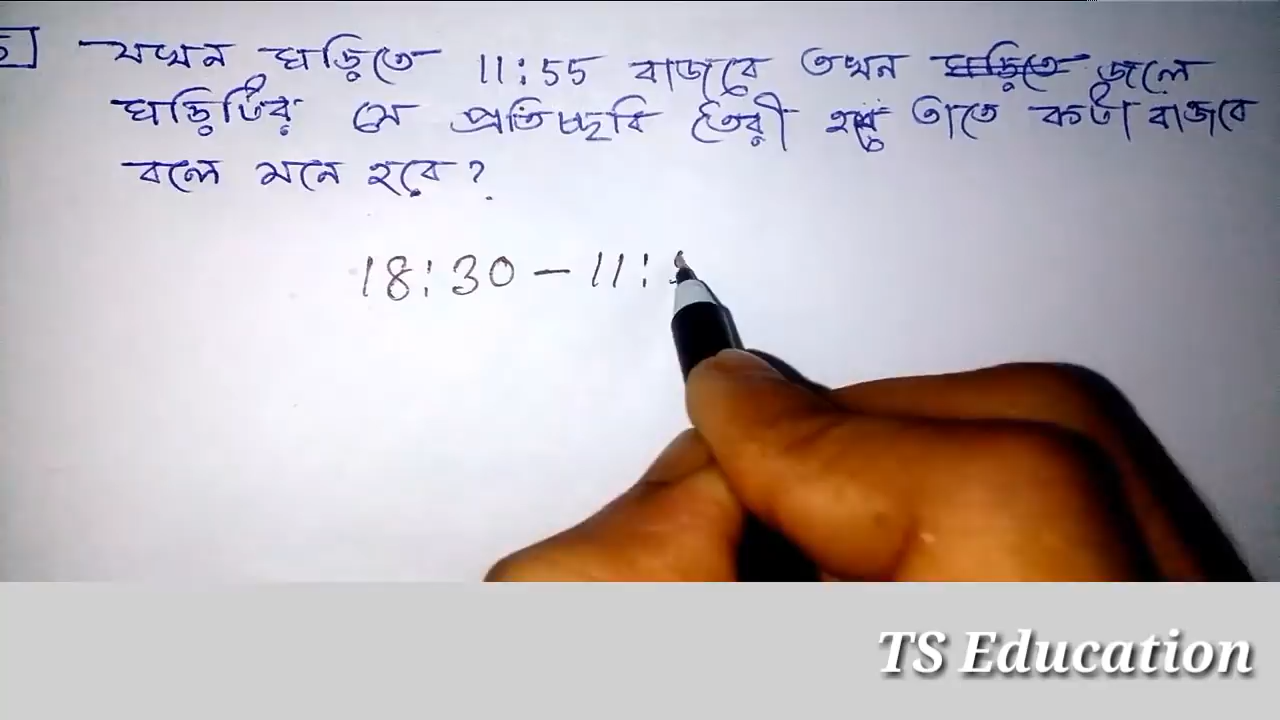 যখন ঘড়িতে 11:55 বাজবে তখন ঘড়িতে জলে
ঘড়িটির যে প্রতিচ্ছবি তৈরী হবে তাতে কটা বাজবে
বলে মনে হবে?
18:30 – 11:
TS Education